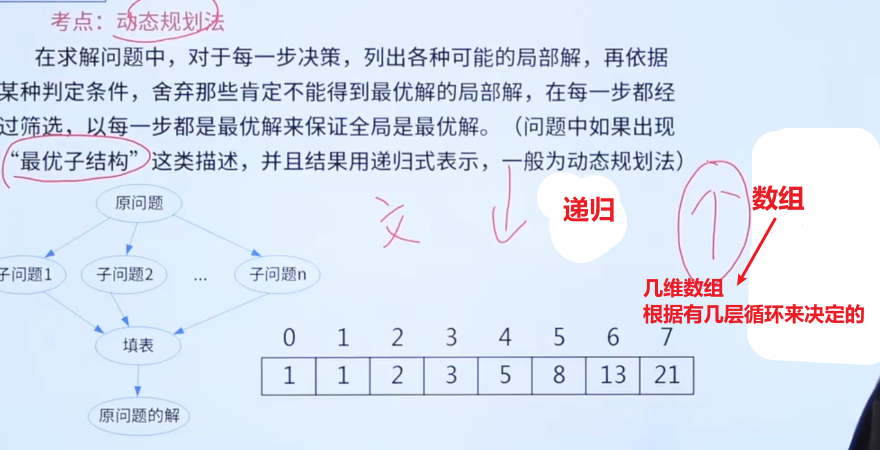 考点：动态规划法
在求解问题中，对于每一步决策，列出各种可能的局部解，再依据
某种判定条件，舍弃那些肯定不能得到最优解的局部解，在每一步都经
过筛选，以每一步都是最优解来保证全局是最优解。（问题中如果出现
“最优子结构”这类描述，并且结果用递归式表示，一般为动态规划法）
原问题
子问题1
子问题2
...
子问题n
填表
原问题的解
递归
数组
几维数组
根据有几层循环来决定的
0 1 2 3 4 5 6 7
1 1 2 3 5 8 13 21